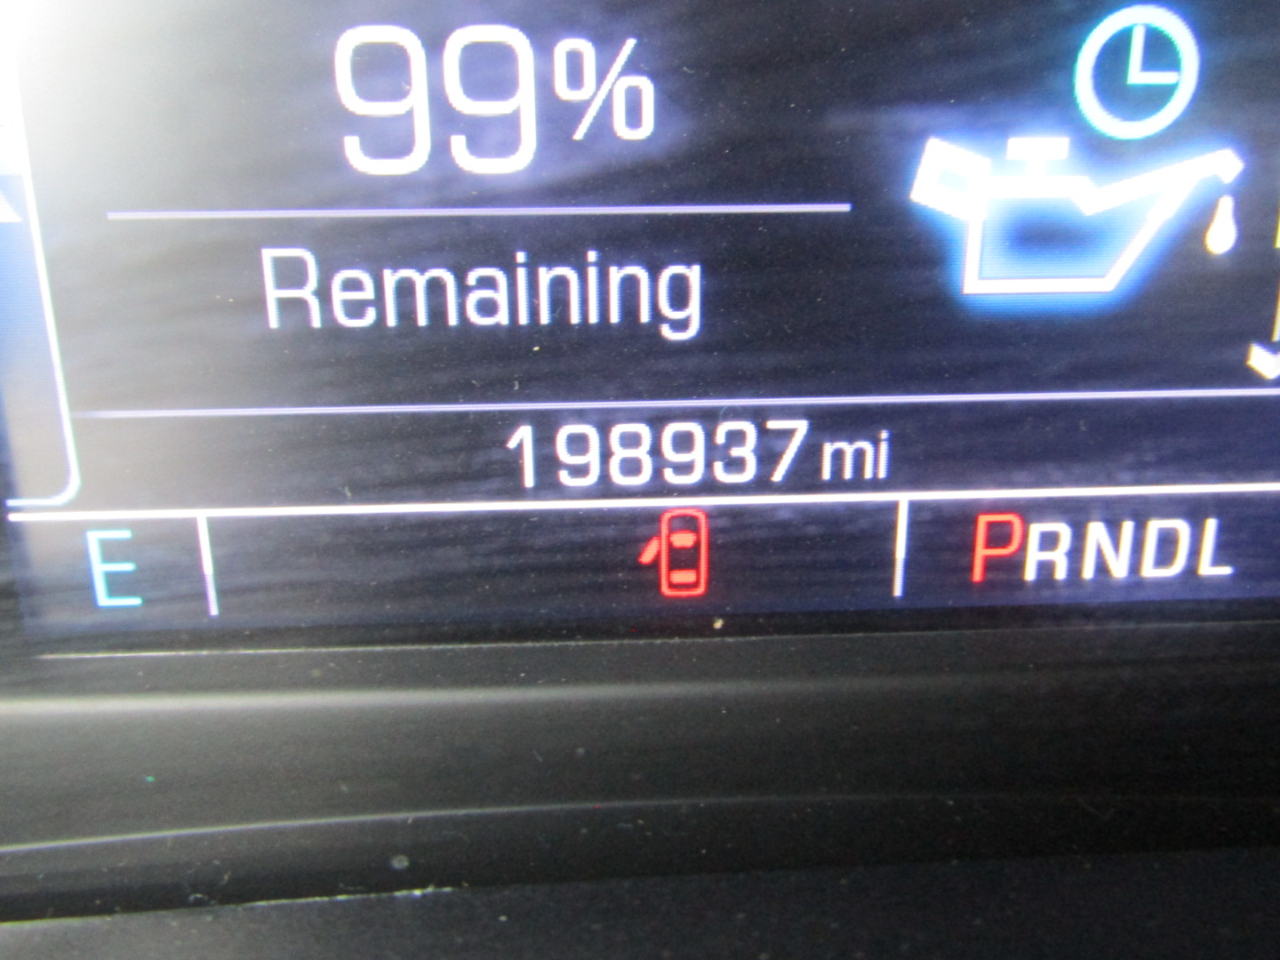 99%
Remaining
198937 mi
E PRNDL